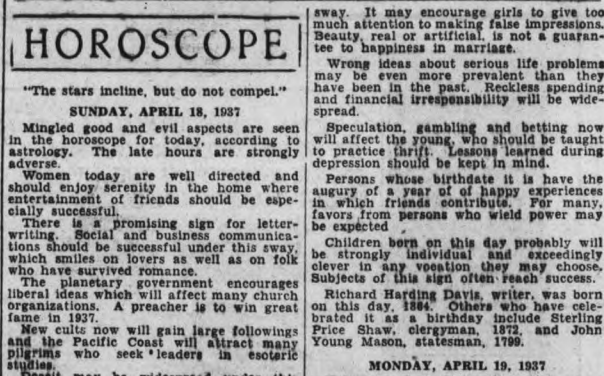 HOROSCOPE
"The stars incline, but do not compel."
SUNDAY, APRIL 18, 1937
Mingled good and evil aspects are seen
in the horoscope for today, according to
astrology. The late hours are strongly
adverse.
Women today are well directed and
should enjoy serenity in the home where
entertainment of friends should be espe-
cially successful.
There is a promising sign for letter-
writing. Social and business communica-
tions should be successful under this sway,
which smiles on lovers as well as on folk
who have survived romance.
The planetary government encourages
liberal ideas which will affect many church
organizations. A preacher is to win great
fame in 1937.
New cults now will gain large followings
and the Pacific Coast will attract many
pilgrims who seek leaders in esoteric
studies.
may be widespread under this
sway. It may encourage girls to give too
much attention to making false impressions.
Beauty, real or artificial, is not a guaran-
tee to happiness in marriage.
Wrong ideas about serious life problems
may be even more prevalent than they
have been in the past. Reckless spending
and financial irresponsibility will be wide-
spread.
Speculation, gambling and betting now
will affect the young, who should be taught
to practice thrift. Lessons learned during
depression should be kept in mind.
Persons whose birthdate it is have the
augury of a year of of happy experiences
in which friends contribute. For many,
favors from persons who wield power may
be expected
Children born on this day probably will
be strongly individual and exceedingly
clever in any vocation they may choose.
Subjects of this sign often reach success.
Richard Harding Davis, writer, was born
on this day, 1864. Others who have cele-
brated it as a birthday include Sterling
Price Shaw, clergyman, 1872, and John
Young Mason, statesman, 1799.
MONDAY, APRIL 19, 1937